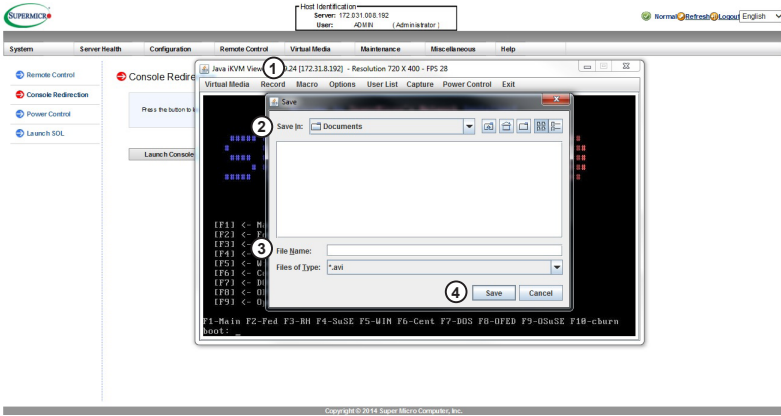 SUPERMICR
Host Identification
Server: 172.031.008.192
User: ADMIN (Administrator)
Normal Refresh Logout English
System Server Health Configuration Remote Control Virtual Media Maintenance Miscellaneous Help
Remote Control
Console Redirection
Power Control
Launch SOL
Console Redire
Press the button to l
Launch Console
Java iKVM View 9.24 [172.31.8.192] - Resolution 720 X 400 - FPS 28
1
Virtual Media Record Macro Options User List Capture Power Control Exit
Save
2
Save In: Documents
3
File Name:
Files of Type: *.avi
4
Save Cancel
[F1] <- M
[F2] <- F
[F3] <-
[F4] <-
[F5] <- W
[F6] <- C
[F7] <- D
[F8] <- O
[F9] <- O
F1-Main F2-Fed F3-RH F4-SuSE F5-WIN F6-Cent F7-DOS F8-OFED F9-OSuSE F10-cburn
boot: _
Copyright © 2014 Super Micro Computer, Inc.